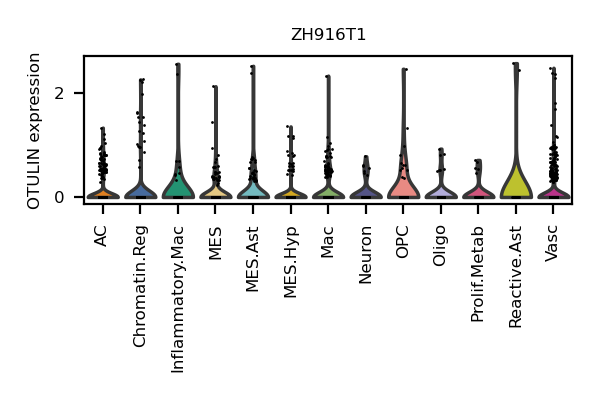 ZH916T1
OTULIN expression
2
0
AC
Chromatin.Reg
Inflammatory.Mac
MES
MES.Ast
MES.Hyp
Mac
Neuron
OPC
Oligo
Prolif.Metab
Reactive.Ast
Vasc